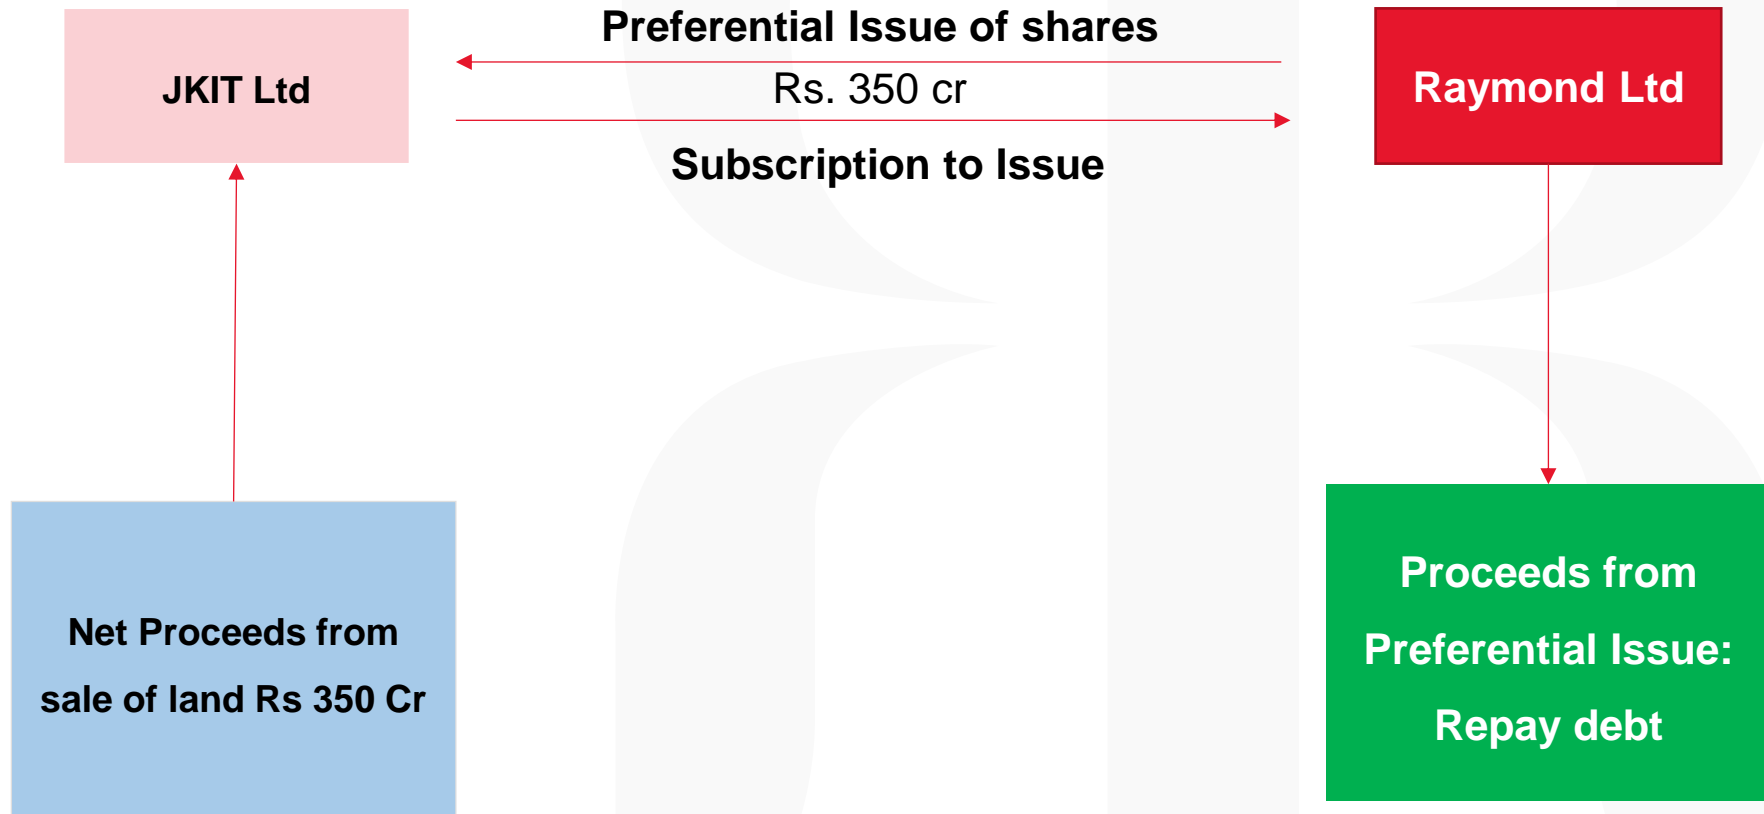 Preferential Issue of shares
JKIT Ltd
Rs. 350 cr
Raymond Ltd
Subscription to Issue
Net Proceeds from
sale of land Rs 350 Cr
Proceeds from
Preferential Issue:
Repay debt